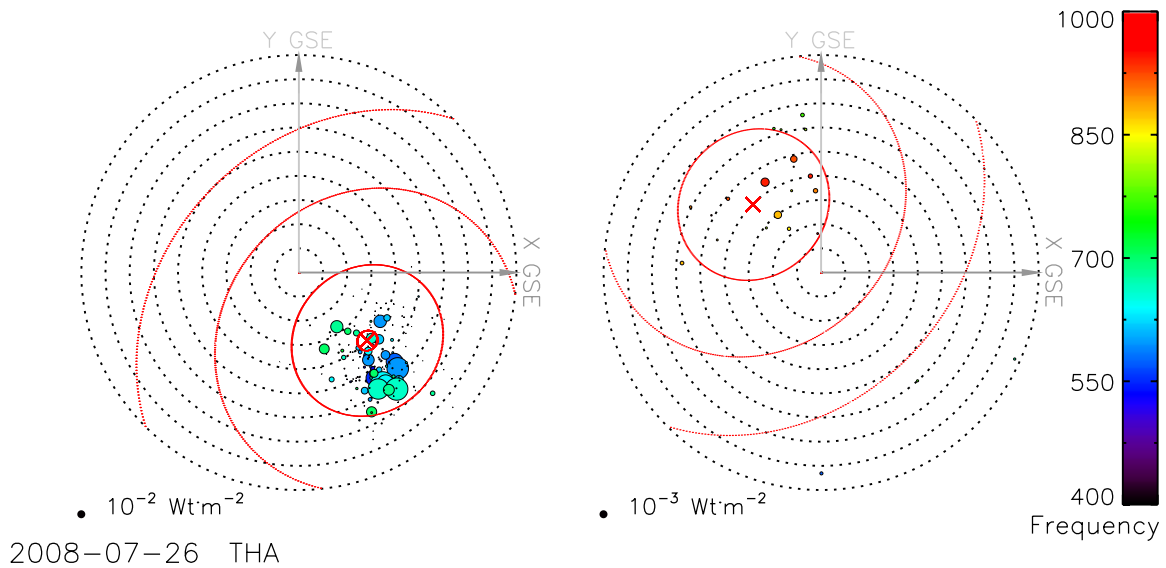 Y GSE
X GSE
10⁻² Wt·m⁻²
2008-07-26 THA
Y GSE
X GSE
10⁻³ Wt·m⁻²
1000
850
700
550
400
Frequency